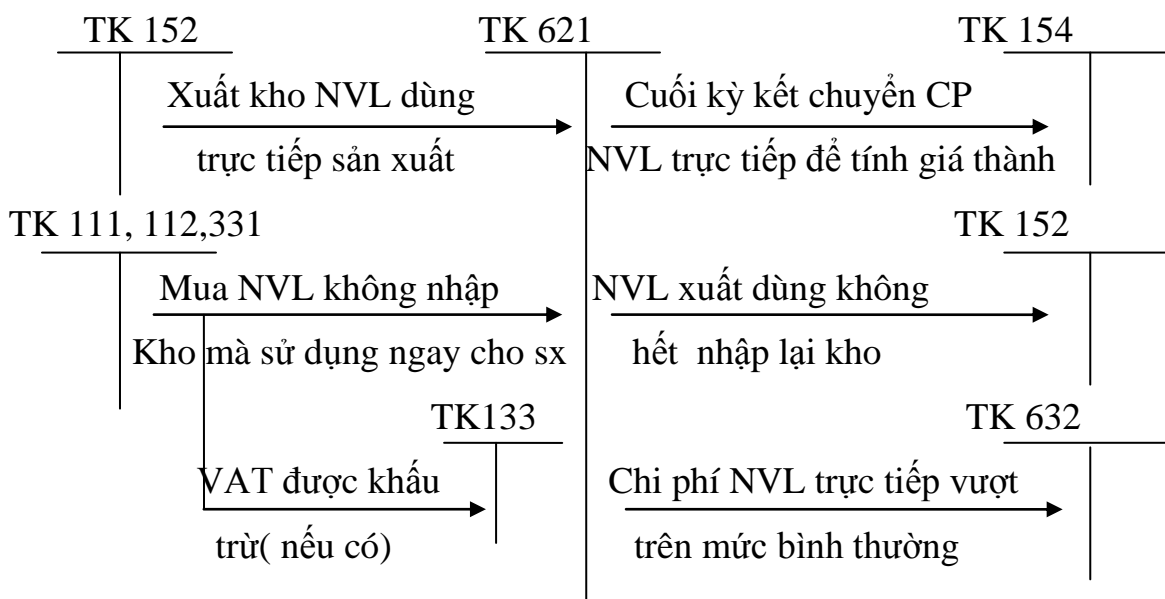 TK 152
TK 621
TK 154
Xuất kho NVL dùng
trực tiếp sản xuất
Cuối kỳ kết chuyển CP
NVL trực tiếp để tính giá thành
TK 111, 112,331
TK 152
Mua NVL không nhập
Kho mà sử dụng ngay cho sx
NVL xuất dùng không
hết nhập lại kho
TK133
TK 632
VAT được khấu
trừ( nếu có)
Chi phí NVL trực tiếp vượt
trên mức bình thường